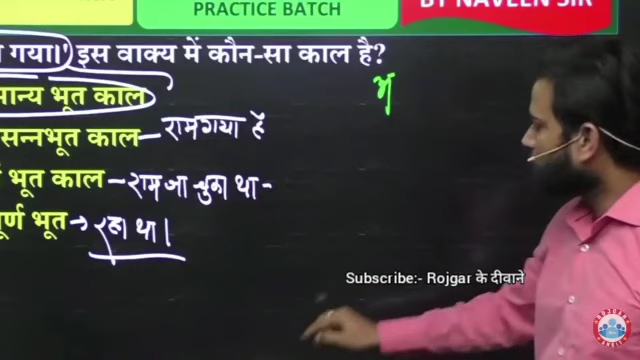 PRACTICE BATCH
BY NAVEEN SIR
गया।' इस वाक्य में कौन-सा काल है?
मान्य भूत काल
सन्नभूत काल – राम गया है
भूत काल – राम जा चुका था -
पूर्ण भूत → रहा था।
Subscribe:- Rojgar के दीवाने